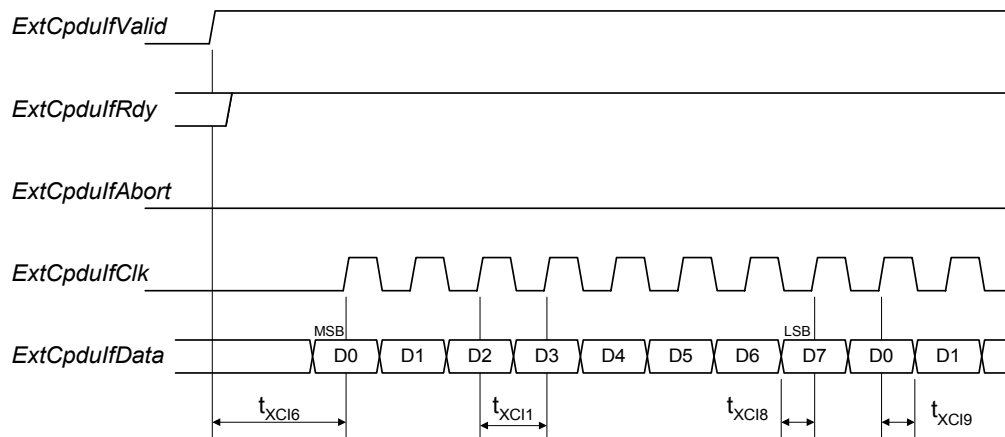 ExtCpduIfValid
ExtCpduIfRdy
ExtCpduIfAbort
ExtCpduIfClk
MSB LSB
ExtCpduIfData D0 D1 D2 D3 D4 D5 D6 D7 D0 D1
tXCI6 tXCI1 tXCI8 tXCI9